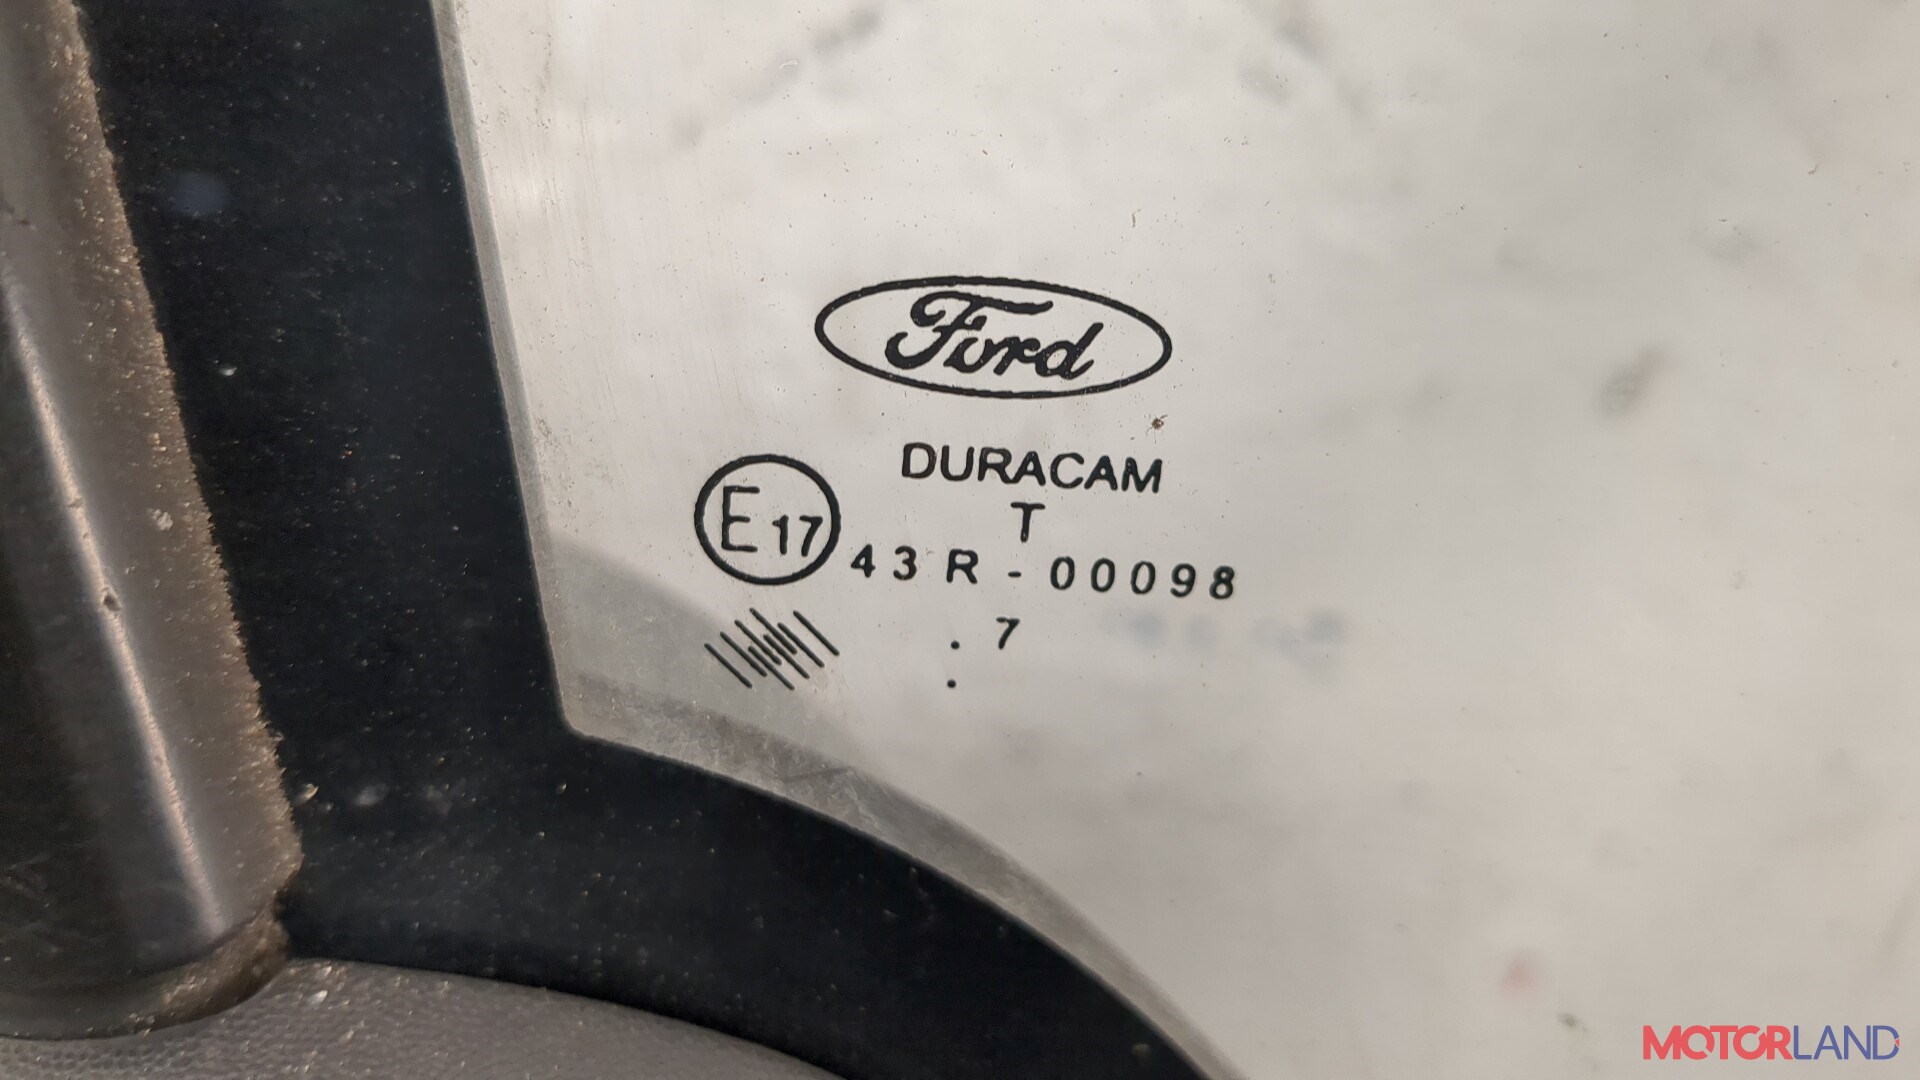 Ford
DURACAM
T
E17
43R-00098
. 7
.
MOTORLAND